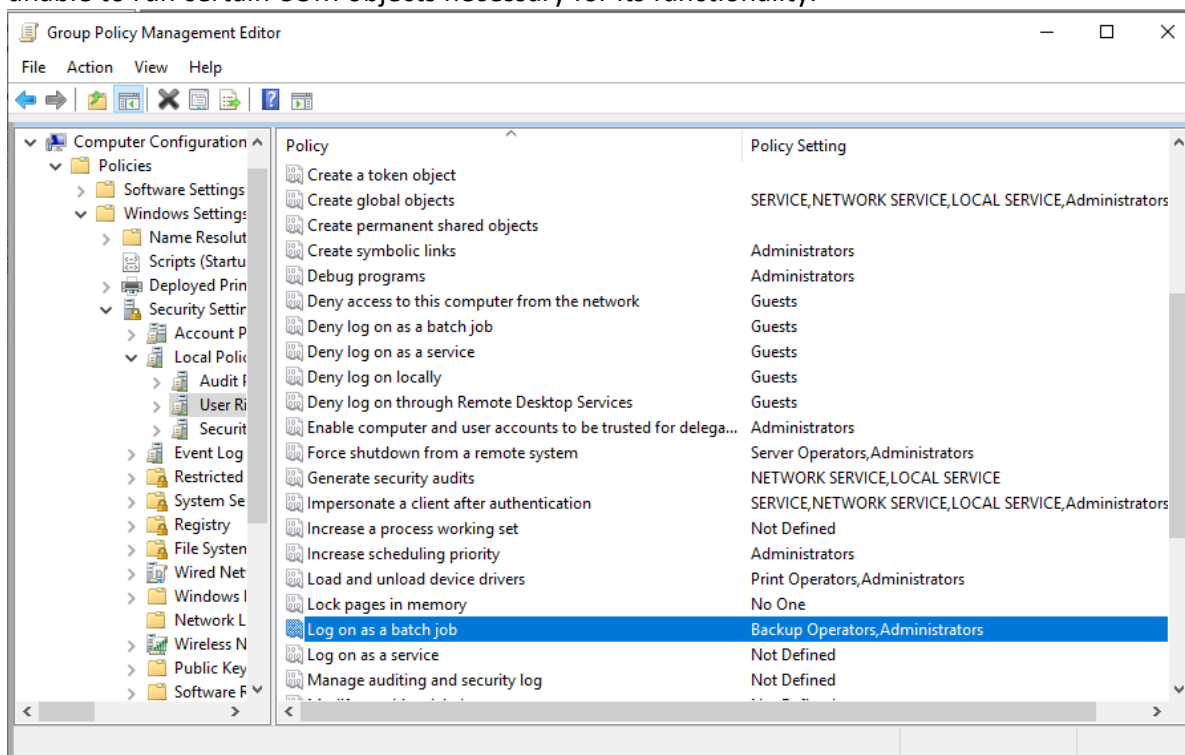 Group Policy Management Editor
File Action View Help
Computer Configuration
Policies
Software Settings
Windows Settings
Name Resolut
Scripts (Startu
Deployed Prin
Security Settir
Account P
Local Polic
Audit P
User Ri
Securit
Event Log
Restricted
System Se
Registry
File System
Wired Net
Windows
Network L
Wireless N
Public Key
Software R
Policy Policy Setting
Create a token object
Create global objects SERVICE,NETWORK SERVICE,LOCAL SERVICE,Administrators
Create permanent shared objects
Create symbolic links Administrators
Debug programs Administrators
Deny access to this computer from the network Guests
Deny log on as a batch job Guests
Deny log on as a service Guests
Deny log on locally Guests
Deny log on through Remote Desktop Services Guests
Enable computer and user accounts to be trusted for delega... Administrators
Force shutdown from a remote system Server Operators,Administrators
Generate security audits NETWORK SERVICE,LOCAL SERVICE
Impersonate a client after authentication SERVICE,NETWORK SERVICE,LOCAL SERVICE,Administrators
Increase a process working set Not Defined
Increase scheduling priority Administrators
Load and unload device drivers Print Operators,Administrators
Lock pages in memory No One
Log on as a batch job Backup Operators,Administrators
Log on as a service Not Defined
Manage auditing and security log Not Defined